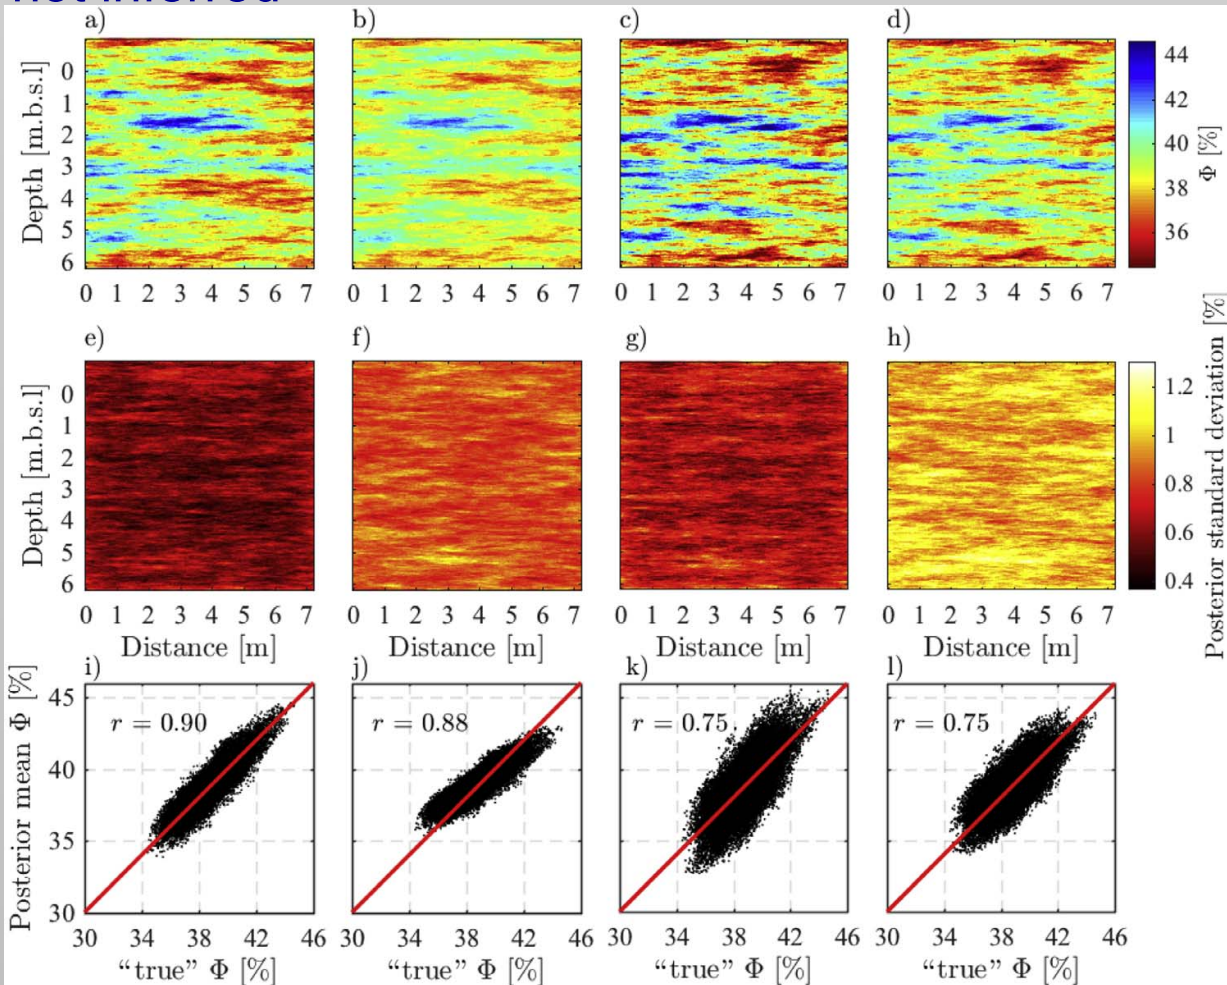 not inferred
a) b) c) d)
Depth [m.b.s.l]
0
1
2
3
4
5
6
0 1 2 3 4 5 6 7
0 1 2 3 4 5 6 7
0 1 2 3 4 5 6 7
0 1 2 3 4 5 6 7
44
42
40
38
36
Φ [%]
e) f) g) h)
Depth [m.b.s.l]
0
1
2
3
4
5
6
0 1 2 3 4 5 6 7
0 1 2 3 4 5 6 7
0 1 2 3 4 5 6 7
0 1 2 3 4 5 6 7
Distance [m] Distance [m] Distance [m] Distance [m]
1.2
1
0.8
0.6
0.4
Posterior standard deviation [%]
i) j) k) l)
Posterior mean Φ [%]
45
40
35
30
r = 0.90
r = 0.88
r = 0.75
r = 0.75
30 34 38 42 46
30 34 38 42 46
30 34 38 42 46
30 34 38 42 46
“true” Φ [%] “true” Φ [%] “true” Φ [%] “true” Φ [%]